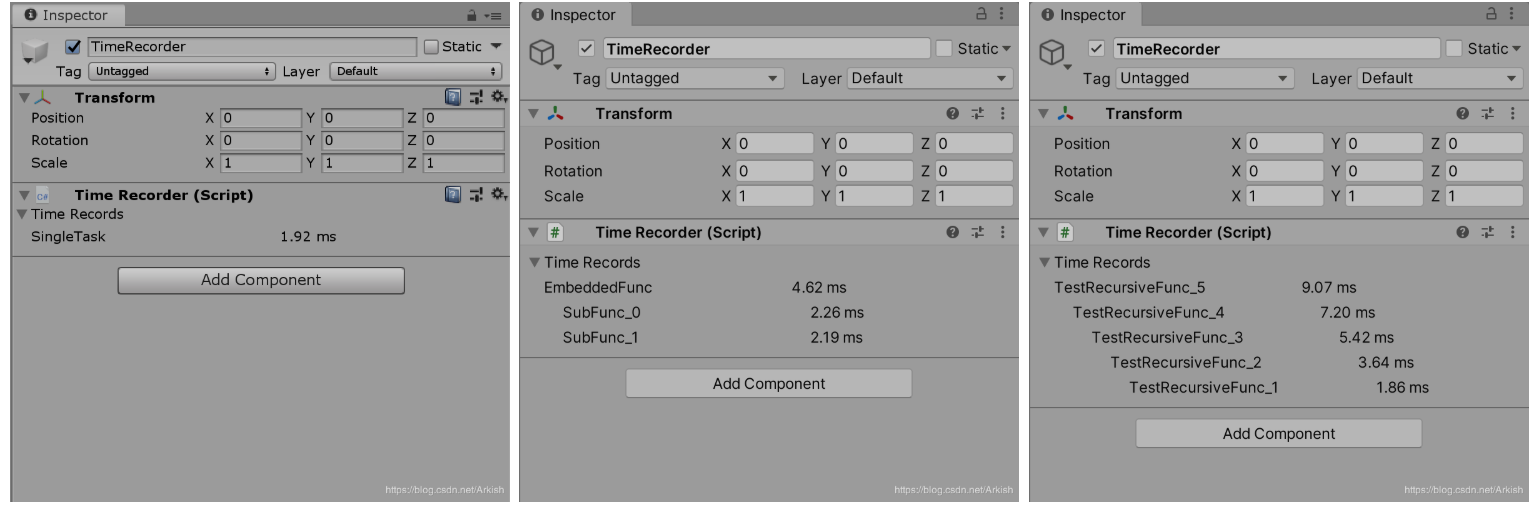 Inspector
TimeRecorder Static
Tag Untagged Layer Default
Transform
Position X 0 Y 0 Z 0
Rotation X 0 Y 0 Z 0
Scale X 1 Y 1 Z 1
C# Time Recorder (Script)
Time Records
SingleTask 1.92 ms
Add Component
https://blog.csdn.net/Arkish
Inspector
TimeRecorder Static
Tag Untagged Layer Default
Transform
Position X 0 Y 0 Z 0
Rotation X 0 Y 0 Z 0
Scale X 1 Y 1 Z 1
# Time Recorder (Script)
Time Records
EmbeddedFunc 4.62 ms
SubFunc_0 2.26 ms
SubFunc_1 2.19 ms
Add Component
https://blog.csdn.net/Arkish
Inspector
TimeRecorder Static
Tag Untagged Layer Default
Transform
Position X 0 Y 0 Z 0
Rotation X 0 Y 0 Z 0
Scale X 1 Y 1 Z 1
# Time Recorder (Script)
Time Records
TestRecursiveFunc_5 9.07 ms
TestRecursiveFunc_4 7.20 ms
TestRecursiveFunc_3 5.42 ms
TestRecursiveFunc_2 3.64 ms
TestRecursiveFunc_1 1.86 ms
Add Component
https://blog.csdn.net/Arkish